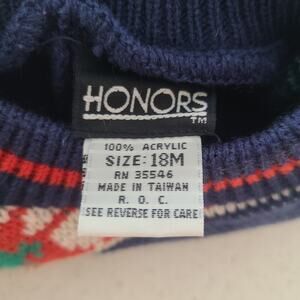 HONORS
TM
100% ACRYLIC
SIZE: 18M
RN 35546
MADE IN TAIWAN
R. O. C.
SEE REVERSE FOR CARE